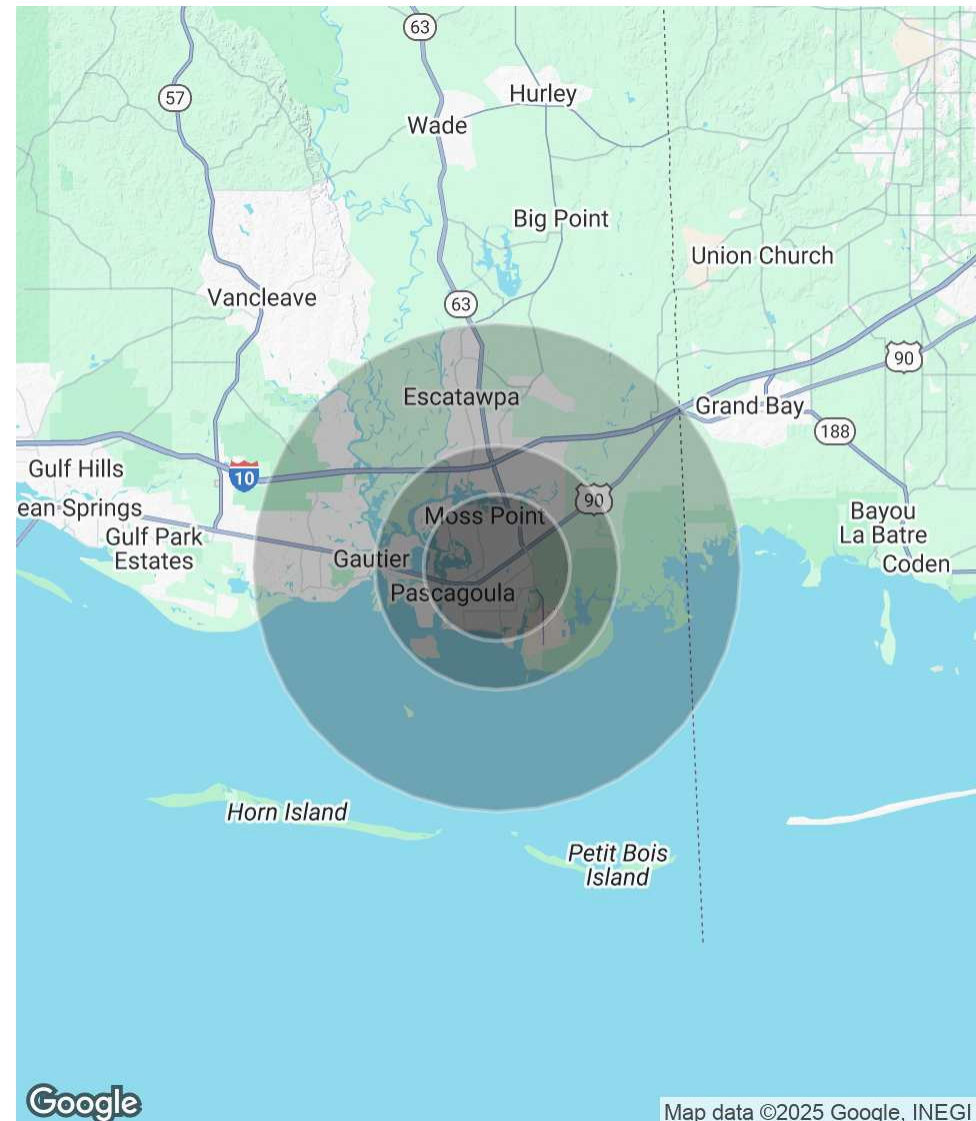 63
57
Hurley
Wade
Big Point
Union Church
Vancleave
63
90
Escatawpa
Grand Bay
188
Gulf Hills
10
90
ean Springs
Moss Point
Bayou
La Batre
Gulf Park
Estates
Gautier
Coden
Pascagoula
Horn Island
Petit Bois
Island
Google
Map data ©2025 Google, INEGI